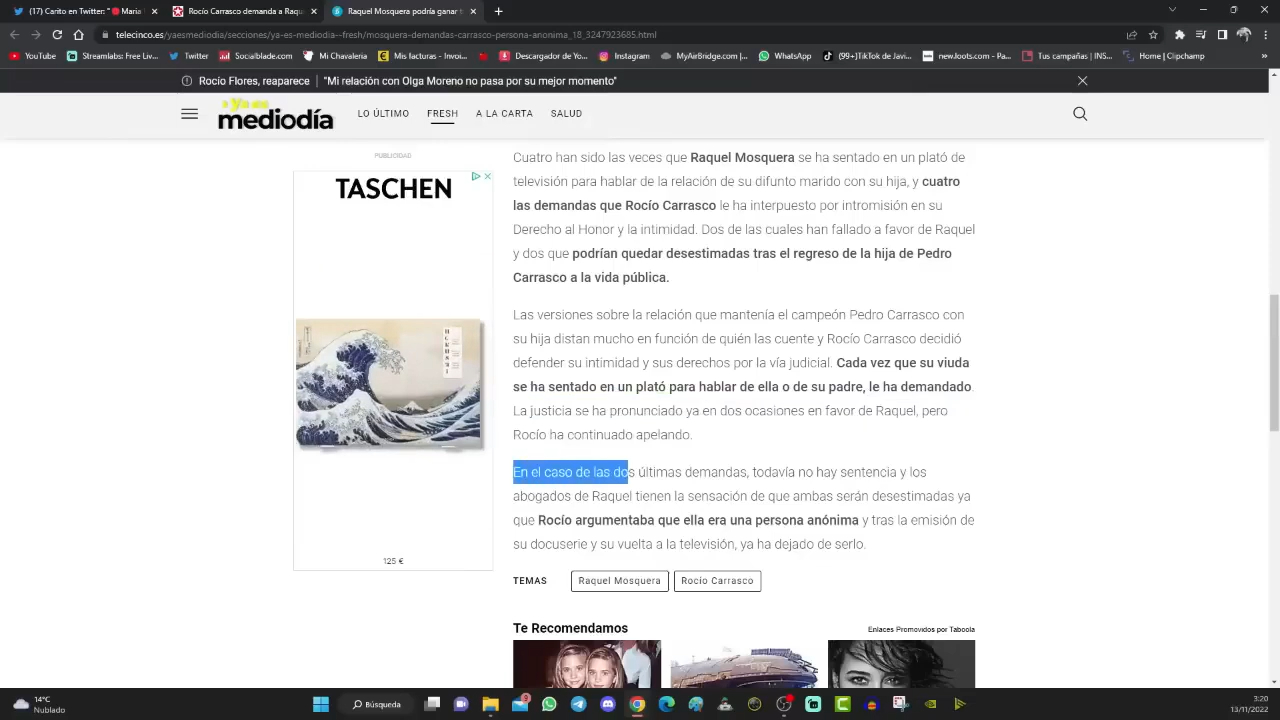 (17) Carito en Twitter: "🔴 Maria
Rocío Carrasco demanda a Raqu
Raquel Mosquera podría ganar t
telecinco.es/yaesmediodia/secciones/ya-es-mediodia--fresh/mosquera-demandas-carrasco-persona-anonima_18_3247923685.html
YouTube
Streamlabs: Free Liv...
Twitter
Socialblade.com
Mi Chavaleria
Mis facturas - Invoi...
Descargador de Yo...
Instagram
MyAirBridge.com |...
WhatsApp
(99+)TikTok de Javi...
new.loots.com - Pa...
Tarjetas - "INS...
Home | Clipchamp
»
Rocío Flores, reaparece | "Mi relación con Olga Moreno no pasa por su mejor momento"
ya es
mediodía
LO ÚLTIMO
FRESH
A LA CARTA
SALUD
PUBLICIDAD
TASCHEN
125 €
Cuatro han sido las veces que Raquel Mosquera se ha sentado en un plató de
televisión para hablar de la relación de su difunto marido con su hija, y cuatro
las demandas que Rocío Carrasco le ha interpuesto por intromisión en su
Derecho al Honor y la intimidad. Dos de las cuales han fallado a favor de Raquel
y dos que podrían quedar desestimadas tras el regreso de la hija de Pedro
Carrasco a la vida pública.
Las versiones sobre la relación que mantenía el campeón Pedro Carrasco con
su hija distan mucho en función de quién las cuente y Rocío Carrasco decidió
defender su intimidad y sus derechos por la vía judicial. Cada vez que su viuda
se ha sentado en un plató para hablar de ella o de su padre, le ha demandado.
La justicia se ha pronunciado ya en dos ocasiones en favor de Raquel, pero
Rocío ha continuado apelando.
En el caso de las dos últimas demandas, todavía no hay sentencia y los
abogados de Raquel tienen la sensación de que ambas serán desestimadas ya
que Rocío argumentaba que ella era una persona anónima y tras la emisión de
su docuserie y su vuelta a la televisión, ya ha dejado de serlo.
TEMAS
Raquel Mosquera
Rocío Carrasco
Te Recomendamos
Enlaces Promovidos por Taboola
14°C
Nublado
Búsqueda
3:20
13/11/2022